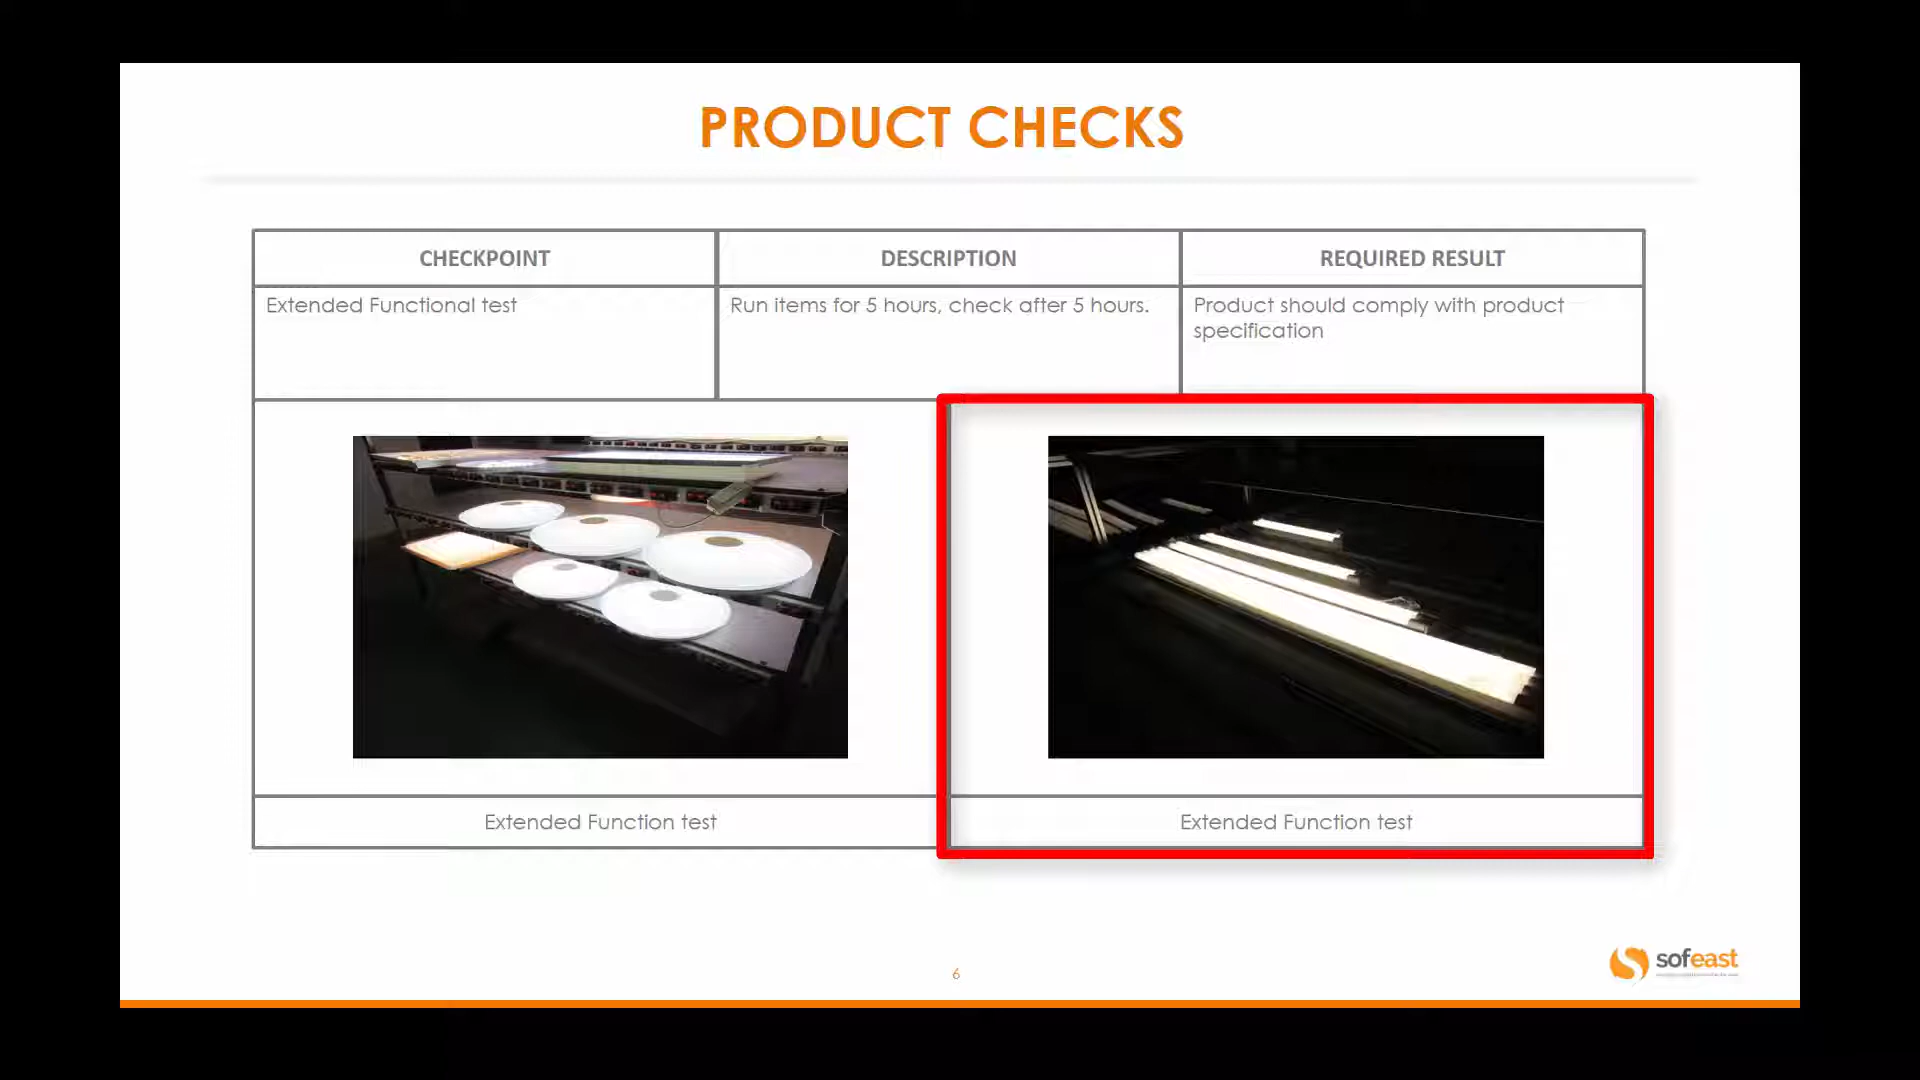 PRODUCT CHECKS
CHECKPOINT
DESCRIPTION
REQUIRED RESULT
Extended Functional test
Run items for 5 hours, check after 5 hours.
Product should comply with product
specification
Extended Function test
Extended Function test
6
sofeast